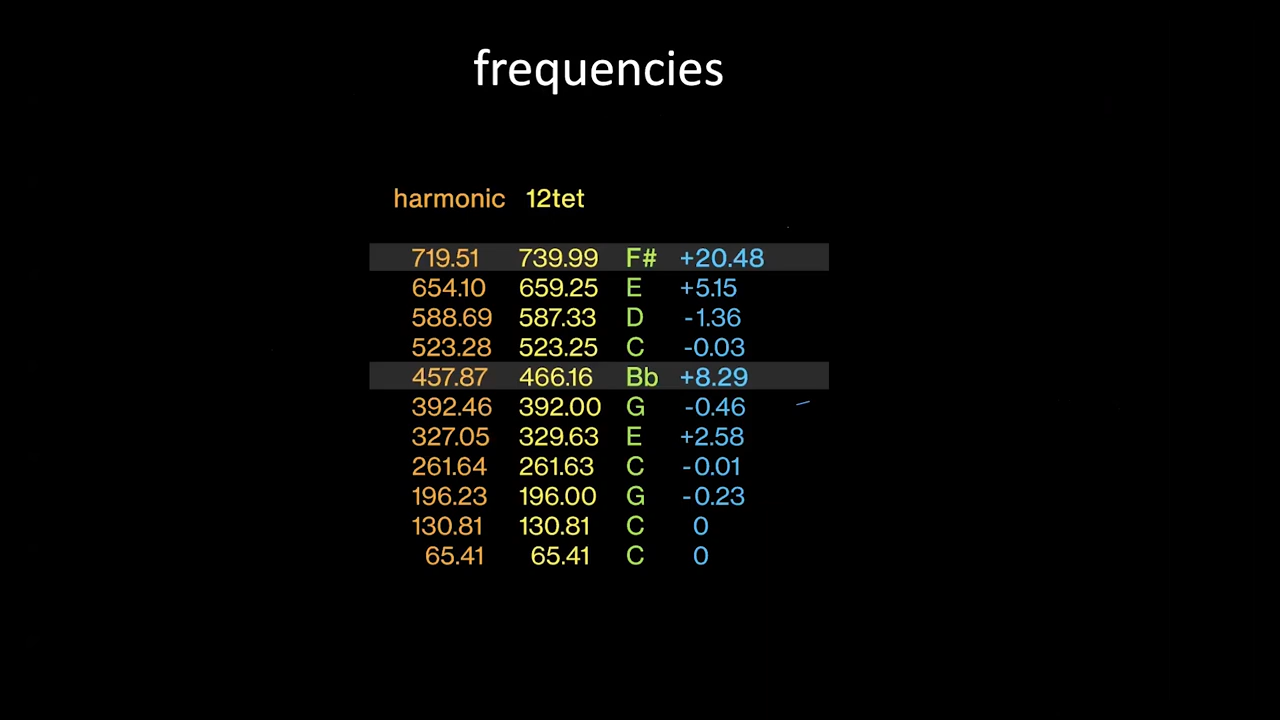 frequencies
harmonic 12tet
719.51 739.99 F# +20.48
654.10 659.25 E +5.15
588.69 587.33 D -1.36
523.28 523.25 C -0.03
457.87 466.16 Bb +8.29
392.46 392.00 G -0.46
327.05 329.63 E +2.58
261.64 261.63 C -0.01
196.23 196.00 G -0.23
130.81 130.81 C 0
65.41 65.41 C 0